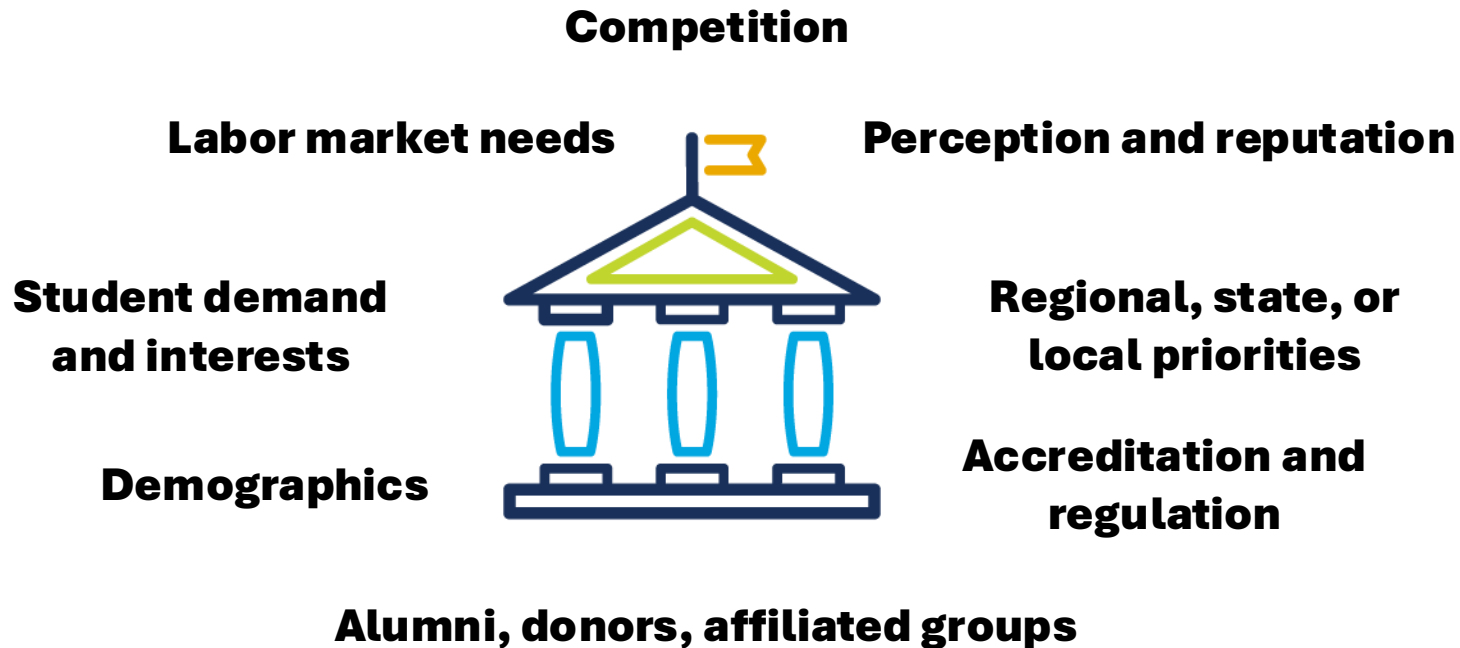 Competition
Labor market needs
Perception and reputation
Student demand
and interests
Regional, state, or
local priorities
Demographics
Accreditation and
regulation
Alumni, donors, affiliated groups